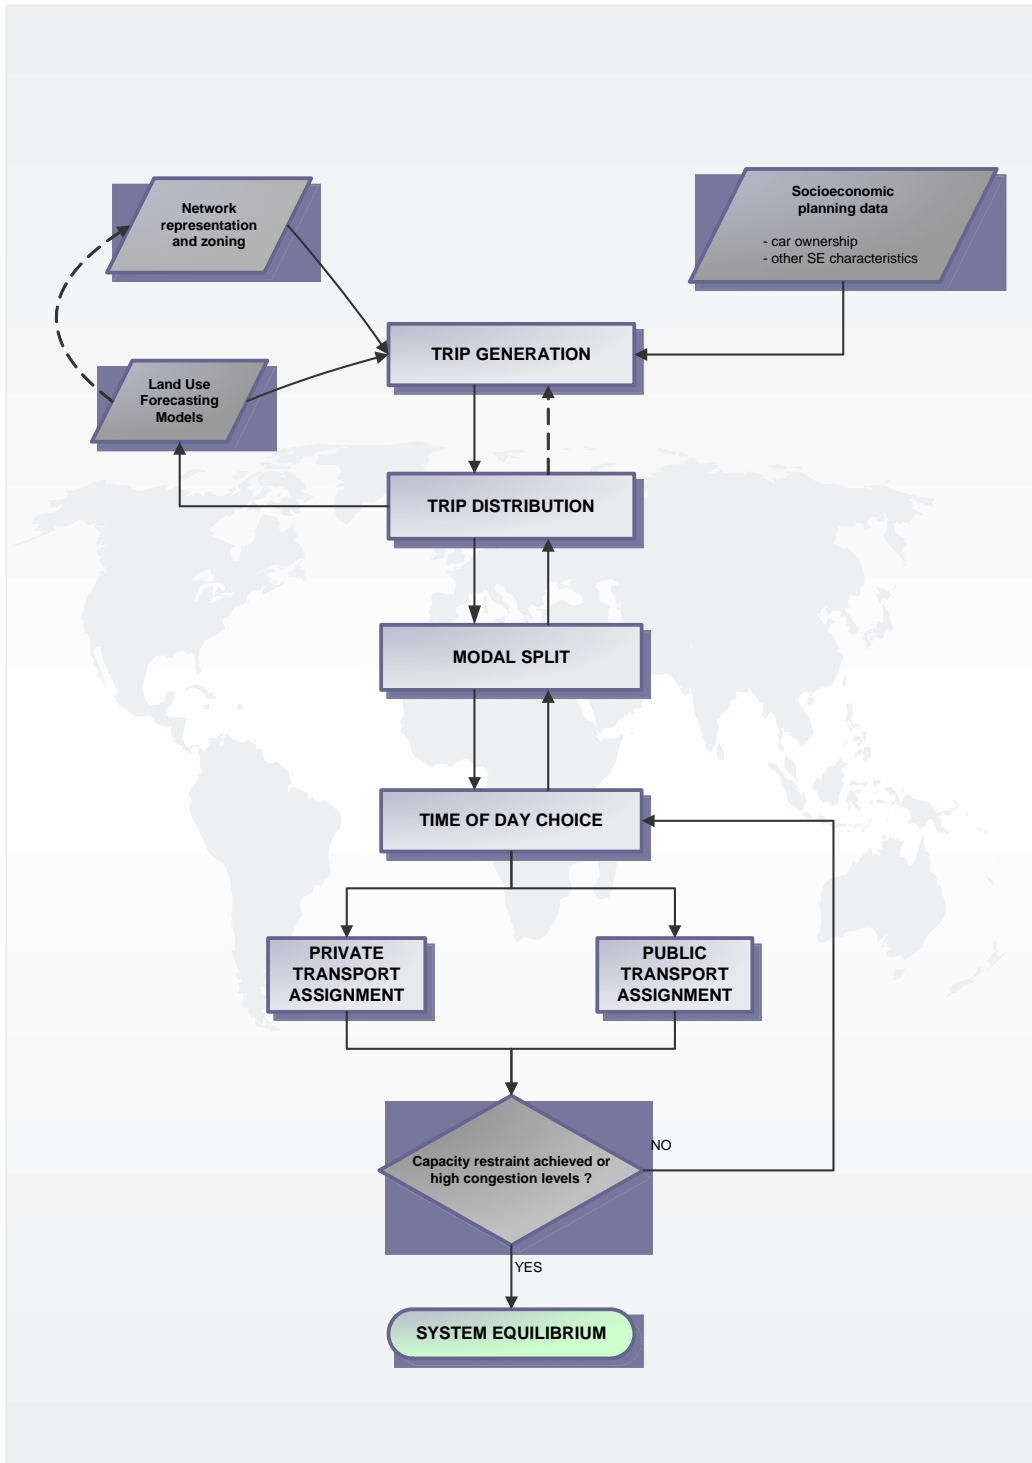 Network
representation
and zoning
Socioeconomic
planning data
- car ownership
- other SE characteristics
TRIP GENERATION
Land Use
Forecasting
Models
TRIP DISTRIBUTION
MODAL SPLIT
TIME OF DAY CHOICE
PRIVATE
TRANSPORT
ASSIGNMENT
PUBLIC
TRANSPORT
ASSIGNMENT
NO
Capacity restraint achieved or
high congestion levels ?
YES
SYSTEM EQUILIBRIUM